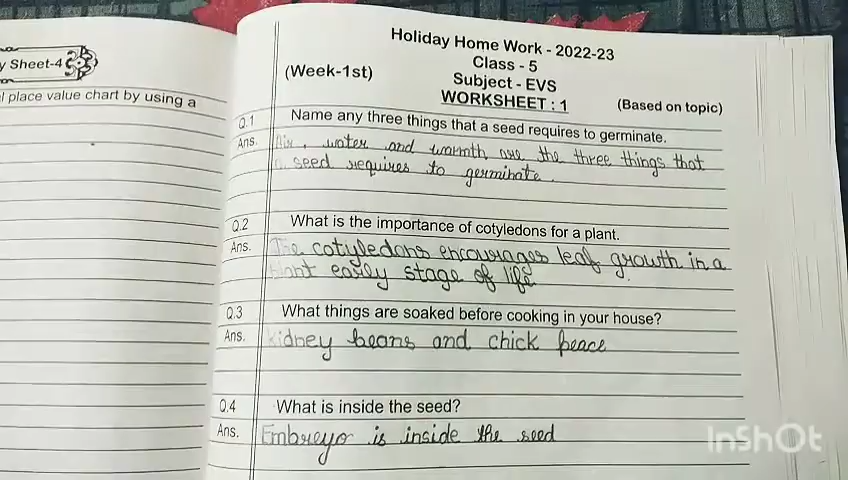 y Sheet-4
l place value chart by using a
Holiday Home Work - 2022-23
Class - 5
(Week-1st)
Subject - EVS
WORKSHEET : 1
(Based on topic)
Q.1 Name any three things that a seed requires to germinate.
Ans. Air, water and warmth are the three things that
a seed requires to germinate.
Q.2 What is the importance of cotyledons for a plant.
Ans. The cotyledons encourages leaf growth in a
plant early stage of life
Q.3 What things are soaked before cooking in your house?
Ans. kidney beans and chick peace
Q.4 What is inside the seed?
Ans. Embreyo is inside the seed
InShOt